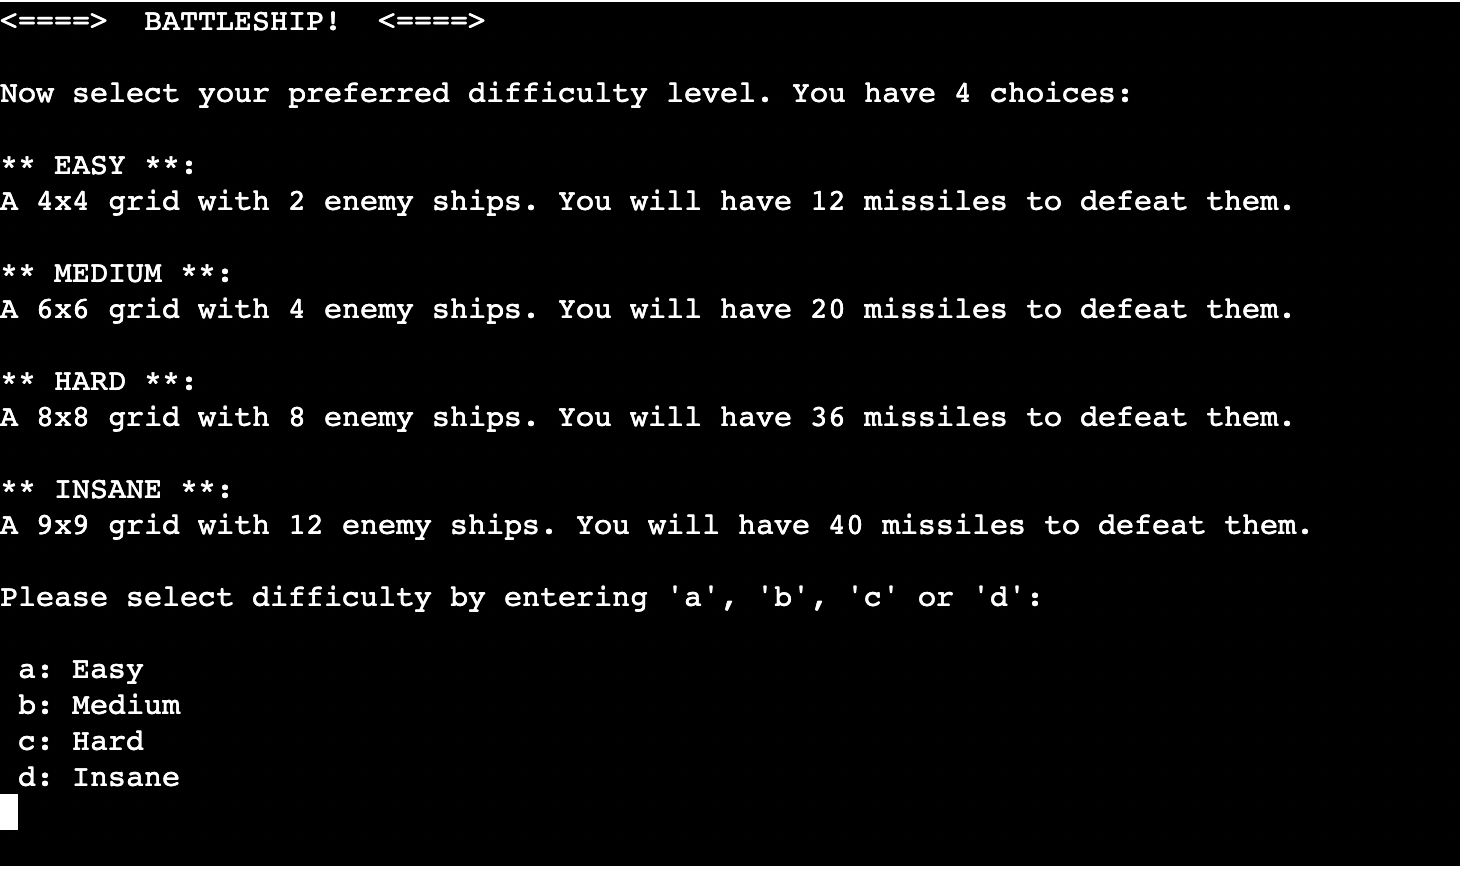 <====>  BATTLESHIP!  <====>
Now select your preferred difficulty level. You have 4 choices:
** EASY **:
A 4x4 grid with 2 enemy ships. You will have 12 missiles to defeat them.
** MEDIUM **:
A 6x6 grid with 4 enemy ships. You will have 20 missiles to defeat them.
** HARD **:
A 8x8 grid with 8 enemy ships. You will have 36 missiles to defeat them.
** INSANE **:
A 9x9 grid with 12 enemy ships. You will have 40 missiles to defeat them.
Please select difficulty by entering 'a', 'b', 'c' or 'd':
a: Easy
b: Medium
c: Hard
d: Insane